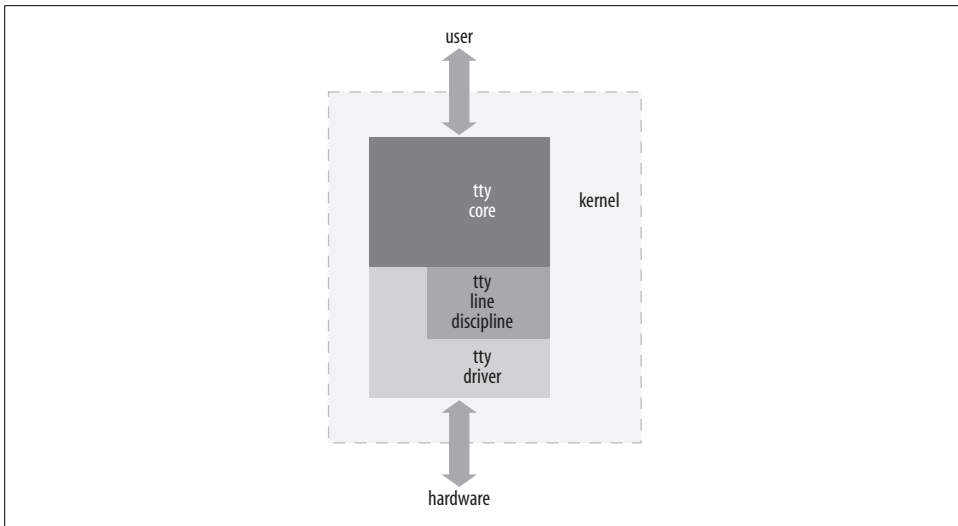 user
tty
core
kernel
tty
line
discipline
tty
driver
hardware